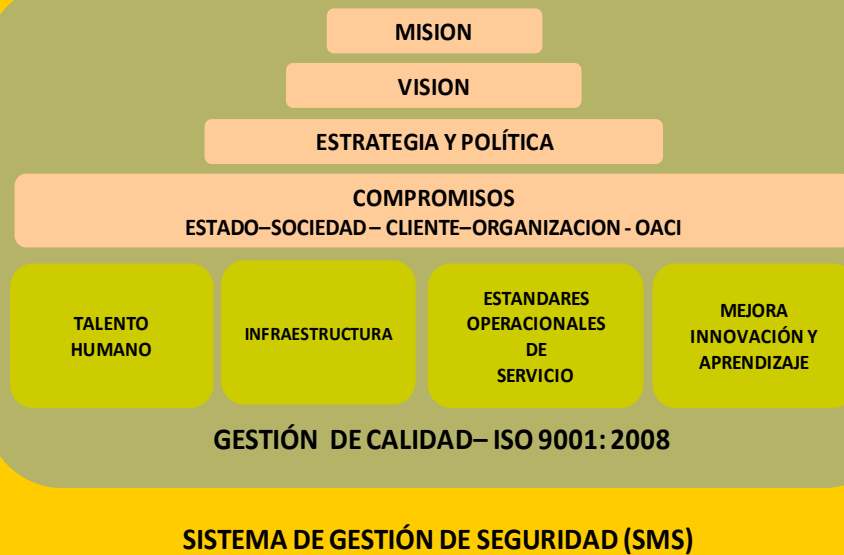 MISION
VISION
ESTRATEGIA Y POLÍTICA
COMPROMISOS
ESTADO–SOCIEDAD – CLIENTE–ORGANIZACION - OACI
TALENTO
HUMANO
INFRAESTRUCTURA
ESTANDARES
OPERACIONALES
DE
SERVICIO
MEJORA
INNOVACIÓN Y
APRENDIZAJE
GESTIÓN DE CALIDAD– ISO 9001: 2008
SISTEMA DE GESTIÓN DE SEGURIDAD (SMS)